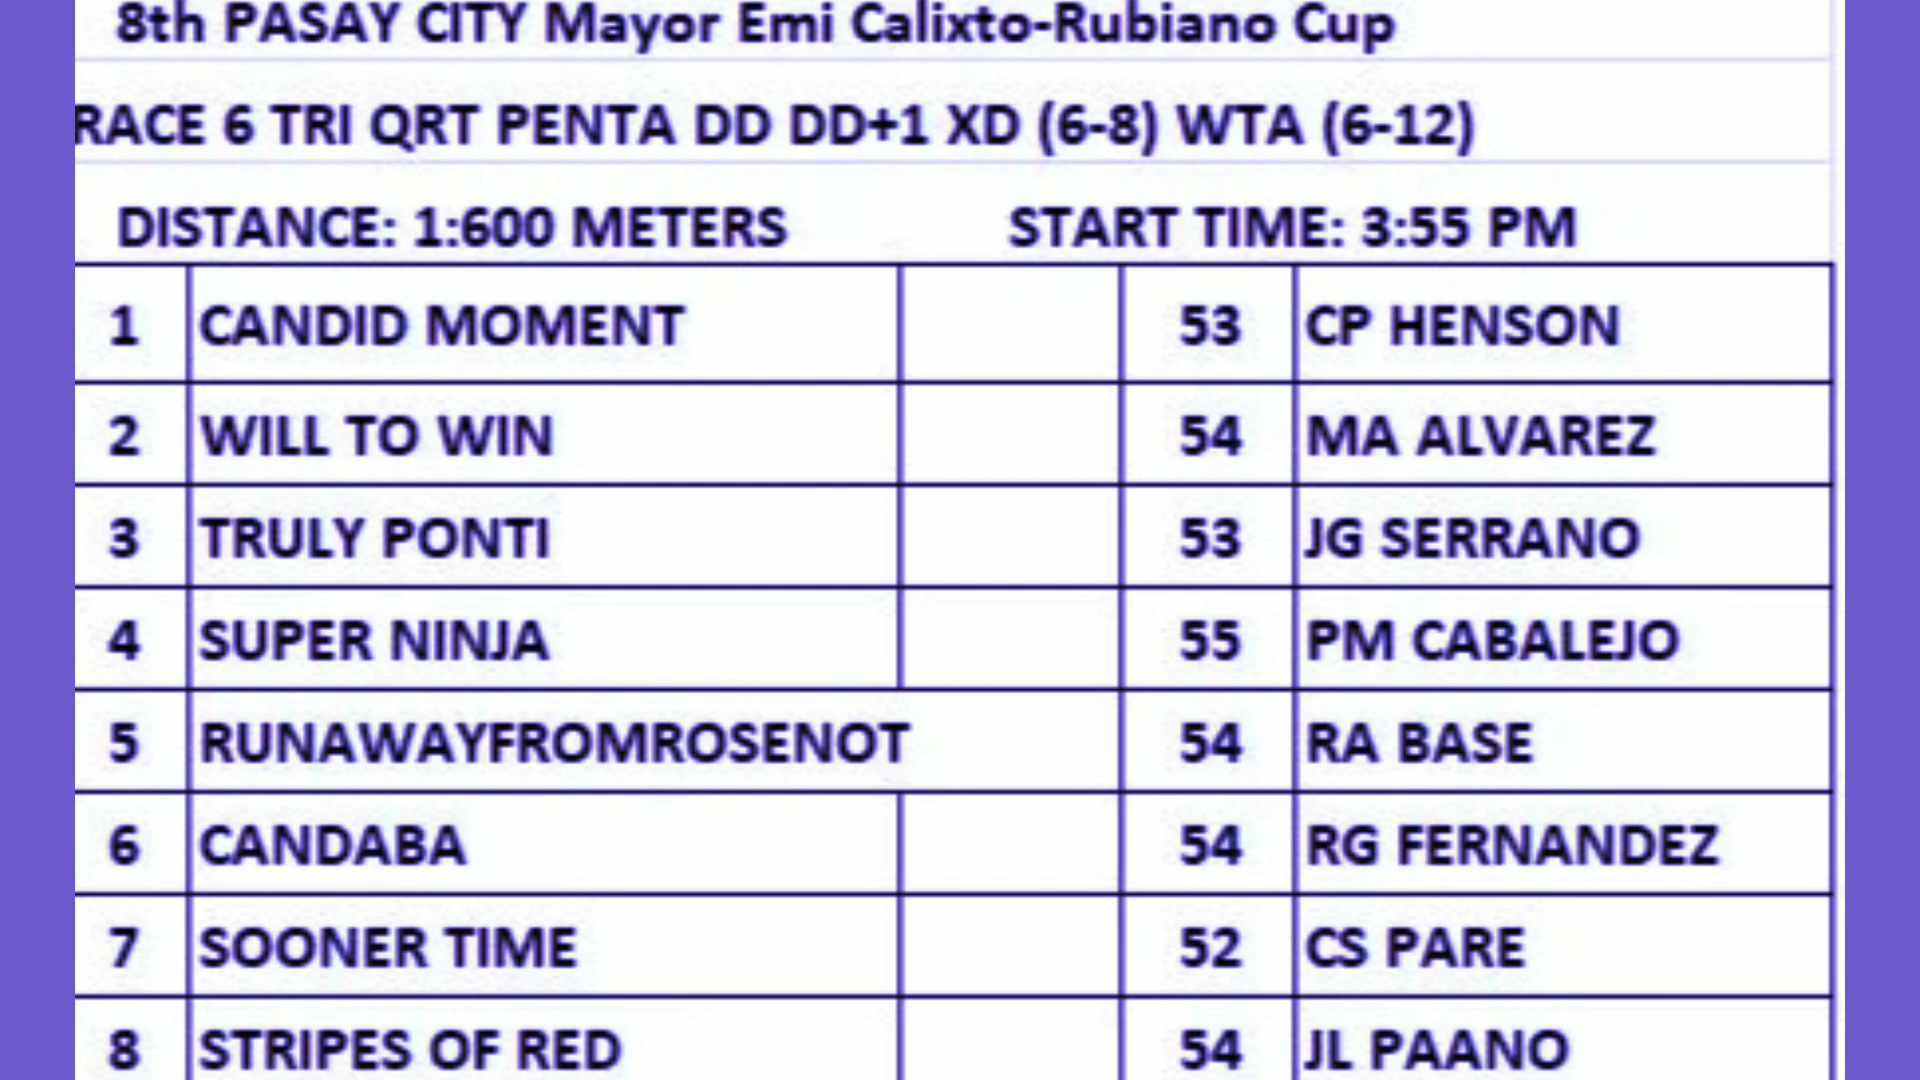 8th PASAY CITY Mayor Emi Calixto-Rubiano Cup
RACE 6 TRI QRT PENTA DD DD+1 XD (6-8) WTA (6-12)
DISTANCE: 1:600 METERS START TIME: 3:55 PM
1 CANDID MOMENT 53 CP HENSON
2 WILL TO WIN 54 MA ALVAREZ
3 TRULY PONTI 53 JG SERRANO
4 SUPER NINJA 55 PM CABALEJO
5 RUNAWAYFROMROSENOT 54 RA BASE
6 CANDABA 54 RG FERNANDEZ
7 SOONER TIME 52 CS PARE
8 STRIPES OF RED 54 JL PAANO